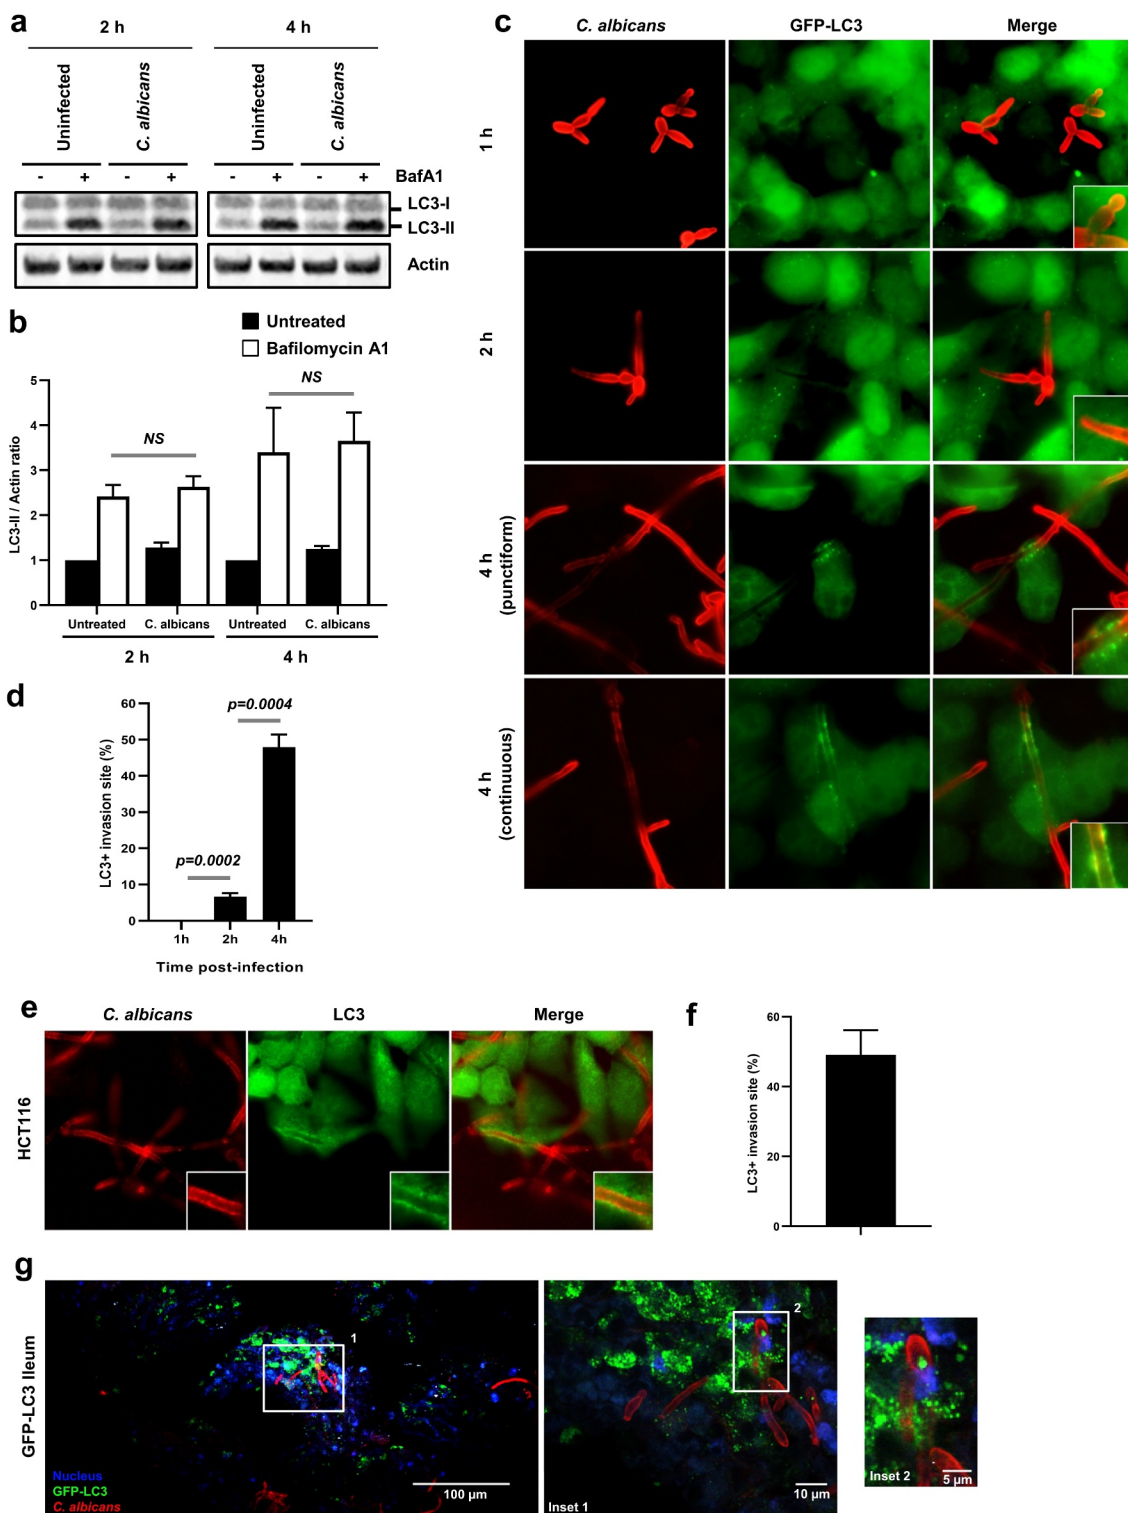 a
2 h
4 h
Uninfected
C. albicans
Uninfected
C. albicans
- + - + - + - + BafA1
LC3-I
LC3-II
Actin
b
Untreated
Bafilomycin A1
LC3-II / Actin ratio
5
4
3
2
1
0
NS
NS
Untreated C. albicans Untreated C. albicans
2 h 4 h
c
C. albicans GFP-LC3 Merge
1 h
2 h
4 h
(punctiform)
4 h
(continuuous)
d
LC3+ invasion site (%)
60
50
40
30
20
10
0
p=0.0004
p=0.0002
1h 2h 4h
Time post-infection
e
C. albicans LC3 Merge
HCT116
f
LC3+ invasion site (%)
60
40
20
0
g
GFP-LC3 Ileum
1
Nucleus
GFP-LC3
C. albicans
100 µm
2
Inset 1
10 µm
Inset 2
5 µm